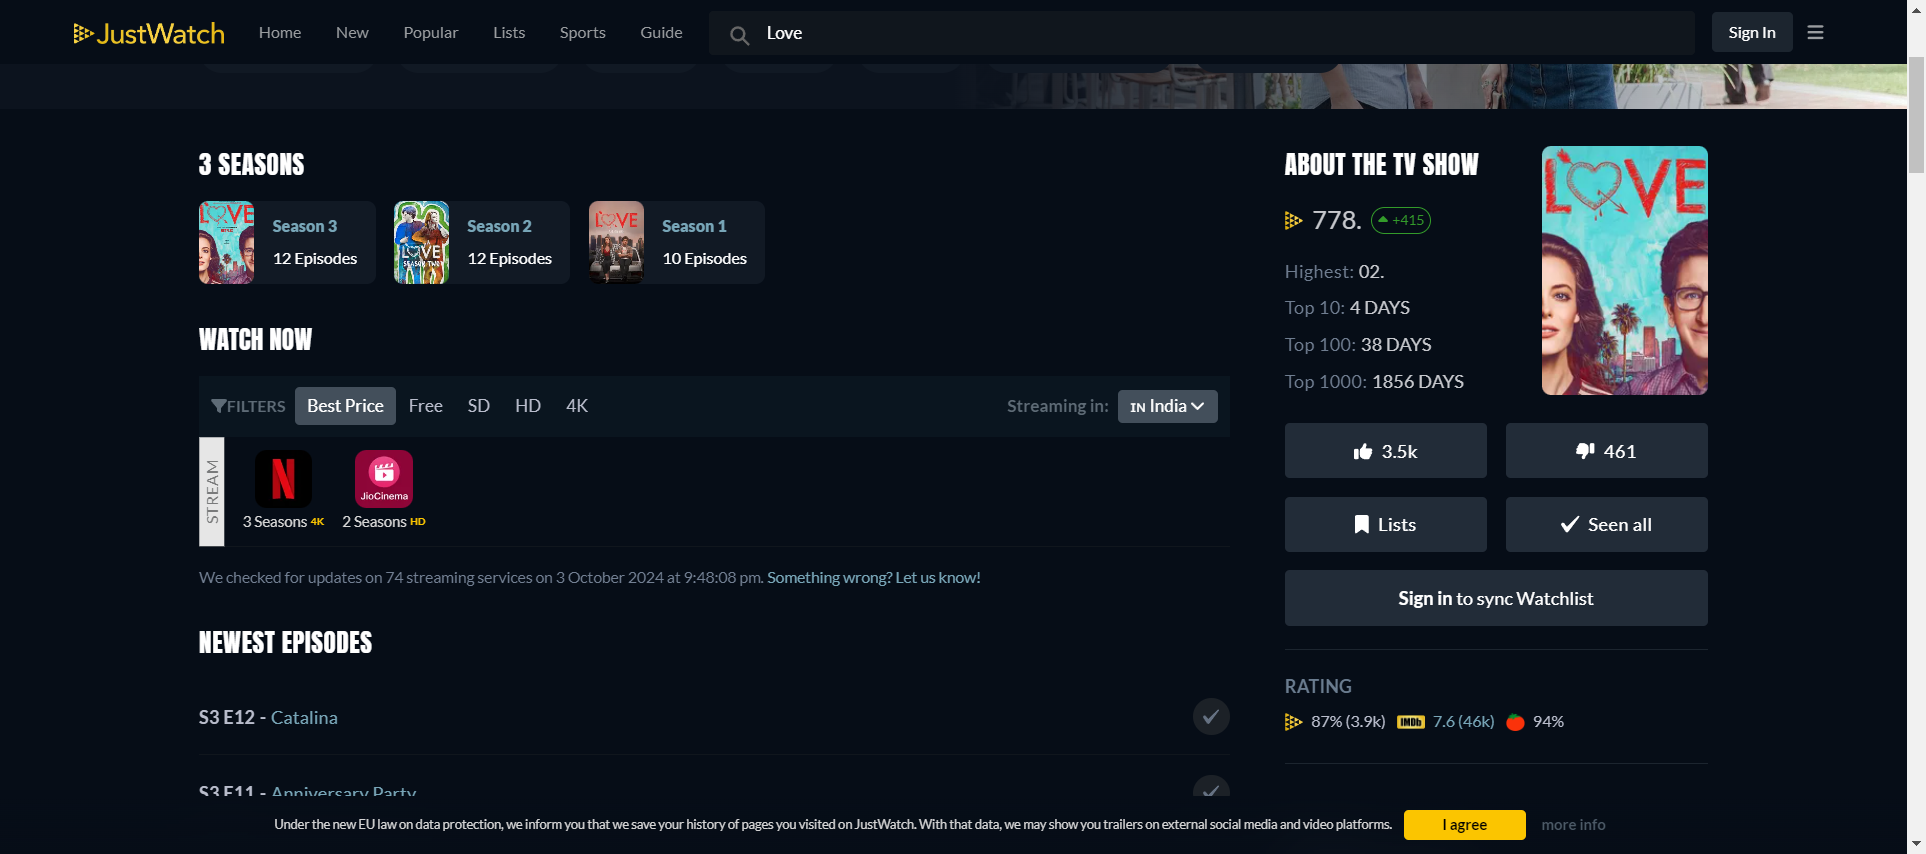 JustWatch
Home
New
Popular
Lists
Sports
Guide
Love
Sign In
3 SEASONS
LOVE
Season 3
12 Episodes
LOVE
SEASON TWO
Season 2
12 Episodes
LOVE
Season 1
10 Episodes
WATCH NOW
FILTERS
Best Price
Free
SD
HD
4K
Streaming in:
IN India
STREAM
N
3 Seasons 4K
JioCinema
2 Seasons HD
We checked for updates on 74 streaming services on 3 October 2024 at 9:48:08 pm. Something wrong? Let us know!
NEWEST EPISODES
S3 E12 - Catalina
S3 E11 - Anniversary Party
ABOUT THE TV SHOW
778. +415
Highest: 02.
Top 10: 4 DAYS
Top 100: 38 DAYS
Top 1000: 1856 DAYS
LOVE
3.5k
461
Lists
Seen all
Sign in to sync Watchlist
RATING
87% (3.9k) IMDb 7.6 (46k) 94%
Under the new EU law on data protection, we inform you that we save your history of pages you visited on JustWatch. With that data, we may show you trailers on external social media and video platforms.
I agree
more info